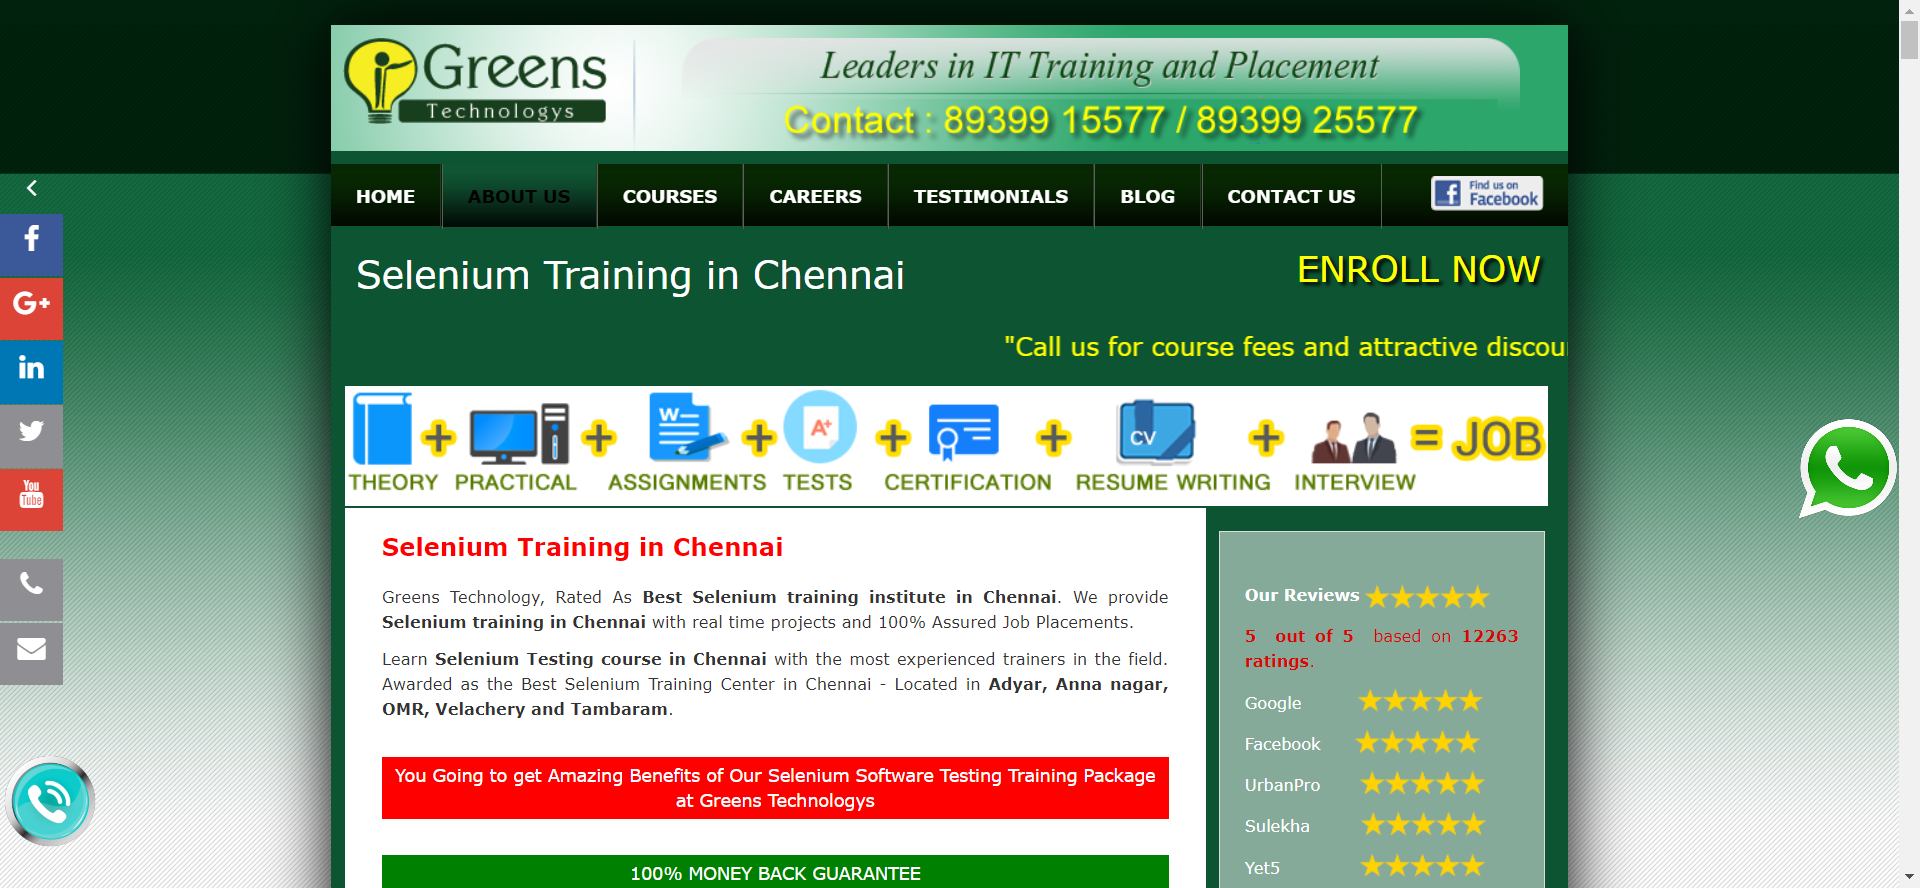 Greens
Technologys
Leaders in IT Training and Placement
Contact : 89399 15577 / 89399 25577
HOME
ABOUT US
COURSES
CAREERS
TESTIMONIALS
BLOG
CONTACT US
Find us on
Facebook
Selenium Training in Chennai
ENROLL NOW
"Call us for course fees and attractive discou
W
A+
CV
JOB
THEORY
PRACTICAL
ASSIGNMENTS
TESTS
CERTIFICATION
RESUME WRITING
INTERVIEW
Selenium Training in Chennai
Greens Technology, Rated As Best Selenium training institute in Chennai. We provide
Selenium training in Chennai with real time projects and 100% Assured Job Placements.
Learn Selenium Testing course in Chennai with the most experienced trainers in the field.
Awarded as the Best Selenium Training Center in Chennai - Located in Adyar, Anna nagar,
OMR, Velachery and Tambaram.
You Going to get Amazing Benefits of Our Selenium Software Testing Training Package
at Greens Technologys
100% MONEY BACK GUARANTEE
Our Reviews
5 out of 5 based on 12263
ratings.
Google
Facebook
UrbanPro
Sulekha
Yet5
f
G+
in
You
Tube